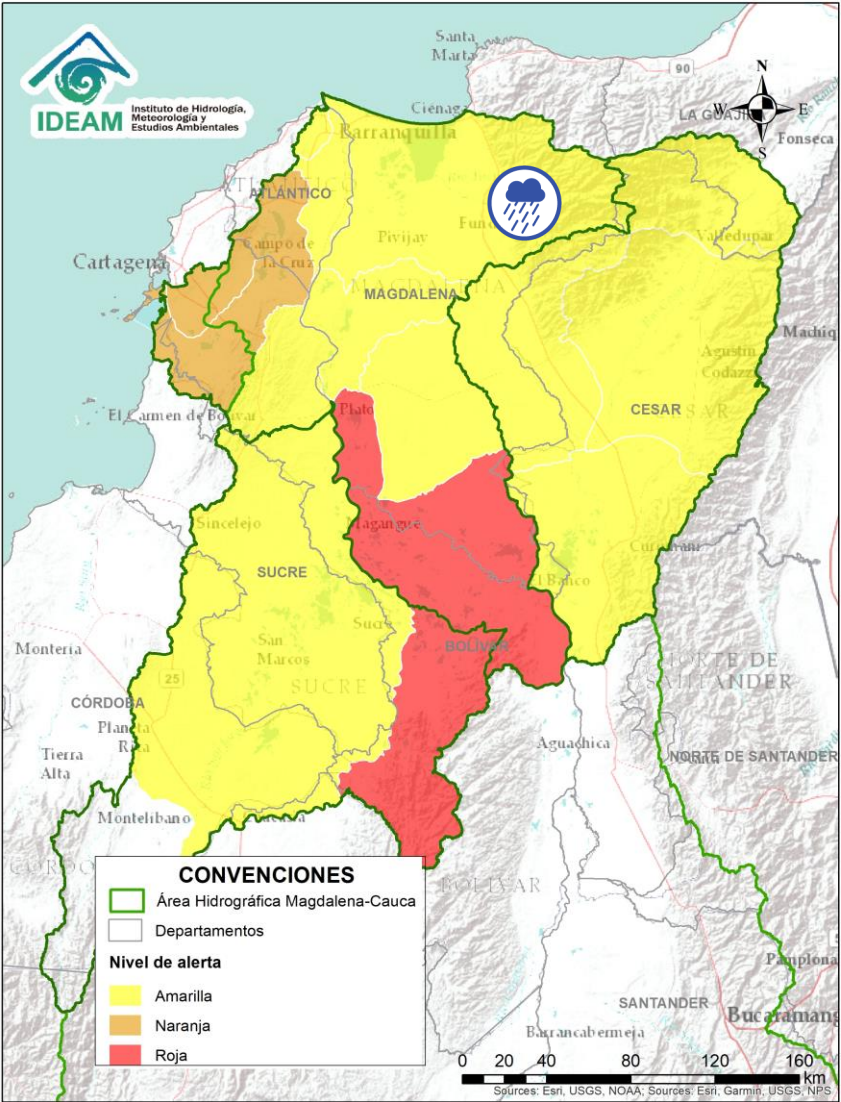 IDEAM
Instituto de Hidrología,
Meteorología y
Estudios Ambientales
Santa
Marta
90
N
W
E
S
Ciénaga
LA GUAJI
Fonseca
Barranquilla
ATLÁNTICO
Valledupar
Pivijay
Campo de
la Cruz
Cartagena
MAGDALENA
MAGDALENA
Machiq
Agustín
Codazzi
CESAR
Plato
El Carmen de Bolívar
Sincelejo
Magangué
SUCRE
El Banco
Sucre
BOLÍVAR
San
Marcos
Montería
SUCRE
NORTE DE
SANTANDER
25
CÓRDOBA
Planeta
Rica
Aguachica
NORTE DE SANTANDER
Tierra
Alta
Montelíbano
BOLÍVAR
CONVENCIONES
Área Hidrográfica Magdalena-Cauca
Departamentos
Nivel de alerta
Amarilla
Naranja
Roja
Pamplona
SANTANDER
Bucaramang
Barrancabermeja
0 20 40 80 120 160
km
Sources: Esri, USGS, NOAA; Sources: Esri, Garmin, USGS, NPS